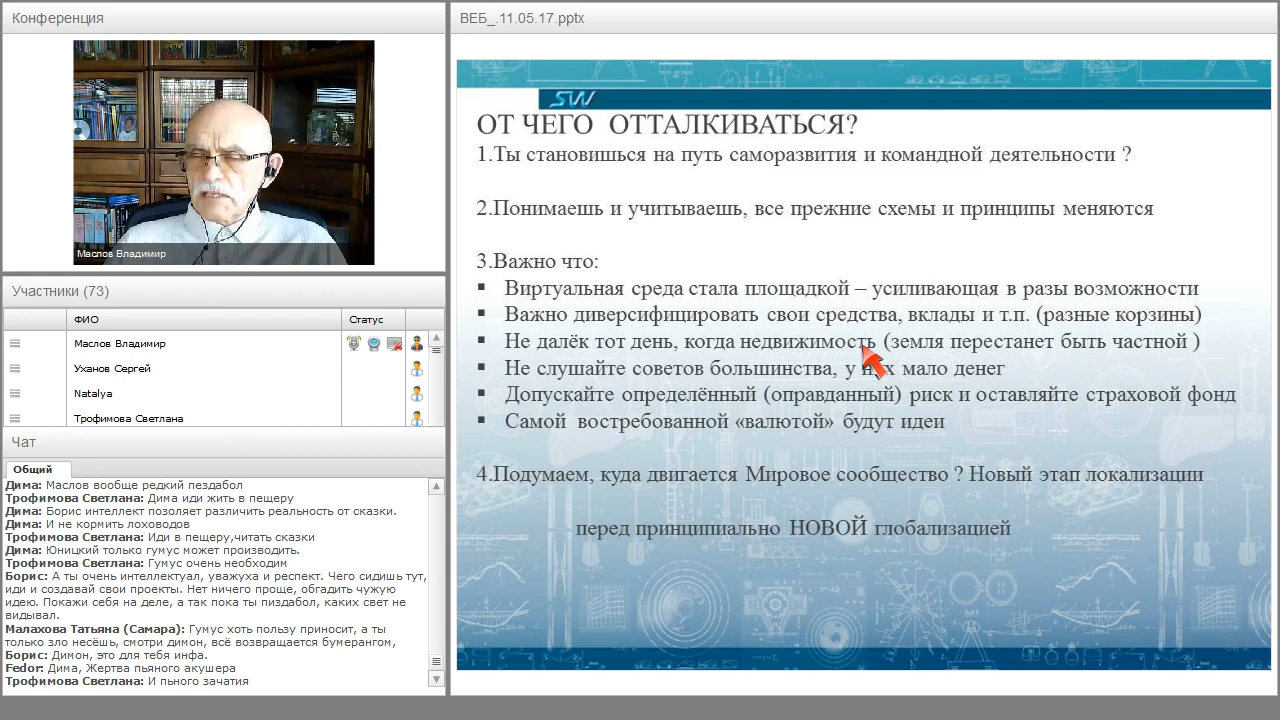 Конференция
Маслов Владимир
Участники (73)
ФИО
Статус
Маслов Владимир
Уханов Сергей
Natalya
Трофимова Светлана
Чат
Общий
Дима: Маслов вообще редкий пездабол
Трофимова Светлана: Дима иди жить в пещеру
Дима: Борис интеллект позоляет различить реальность от сказки.
Дима: И не кормить лоховодов
Трофимова Светлана: Иди в пещеру,читать сказки
Дима: Юницкий только гумус может производить.
Трофимова Светлана: Гумус очень необходим
Борис: А ты очень интеллектуал, уважуха и респект. Чего сидишь тут,
иди и создавай свои проекты. Нет ничего проще, обгадить чужую
идею. Покажи себя на деле, а так пока ты пиздабол, каких свет не
видывал.
Малахова Татьяна (Самара): Гумус хоть пользу приносит, а ты
только зло несёшь, смотри димон, всё возвращается бумерангом,
Борис: Димон, это для тебя инфа.
Fedor: Дима, Жертва пьяного акушера
Трофимова Светлана: И пьного зачатия
ВЕБ_.11.05.17.pptx
SW
ОТ ЧЕГО ОТТАЛКИВАТЬСЯ?
1.Ты становишься на путь саморазвития и командной деятельности ?
2.Понимаешь и учитываешь, все прежние схемы и принципы меняются
3.Важно что:
▪ Виртуальная среда стала площадкой – усиливающая в разы возможности
▪ Важно диверсифицировать свои средства, вклады и т.п. (разные корзины)
▪ Не далёк тот день, когда недвижимость (земля перестанет быть частной )
▪ Не слушайте советов большинства, у них мало денег
▪ Допускайте определённый (оправданный) риск и оставляйте страховой фонд
▪ Самой востребованной «валютой» будут идеи
4.Подумаем, куда двигается Мировое сообщество ? Новый этап локализации
перед принципиально НОВОЙ глобализацией